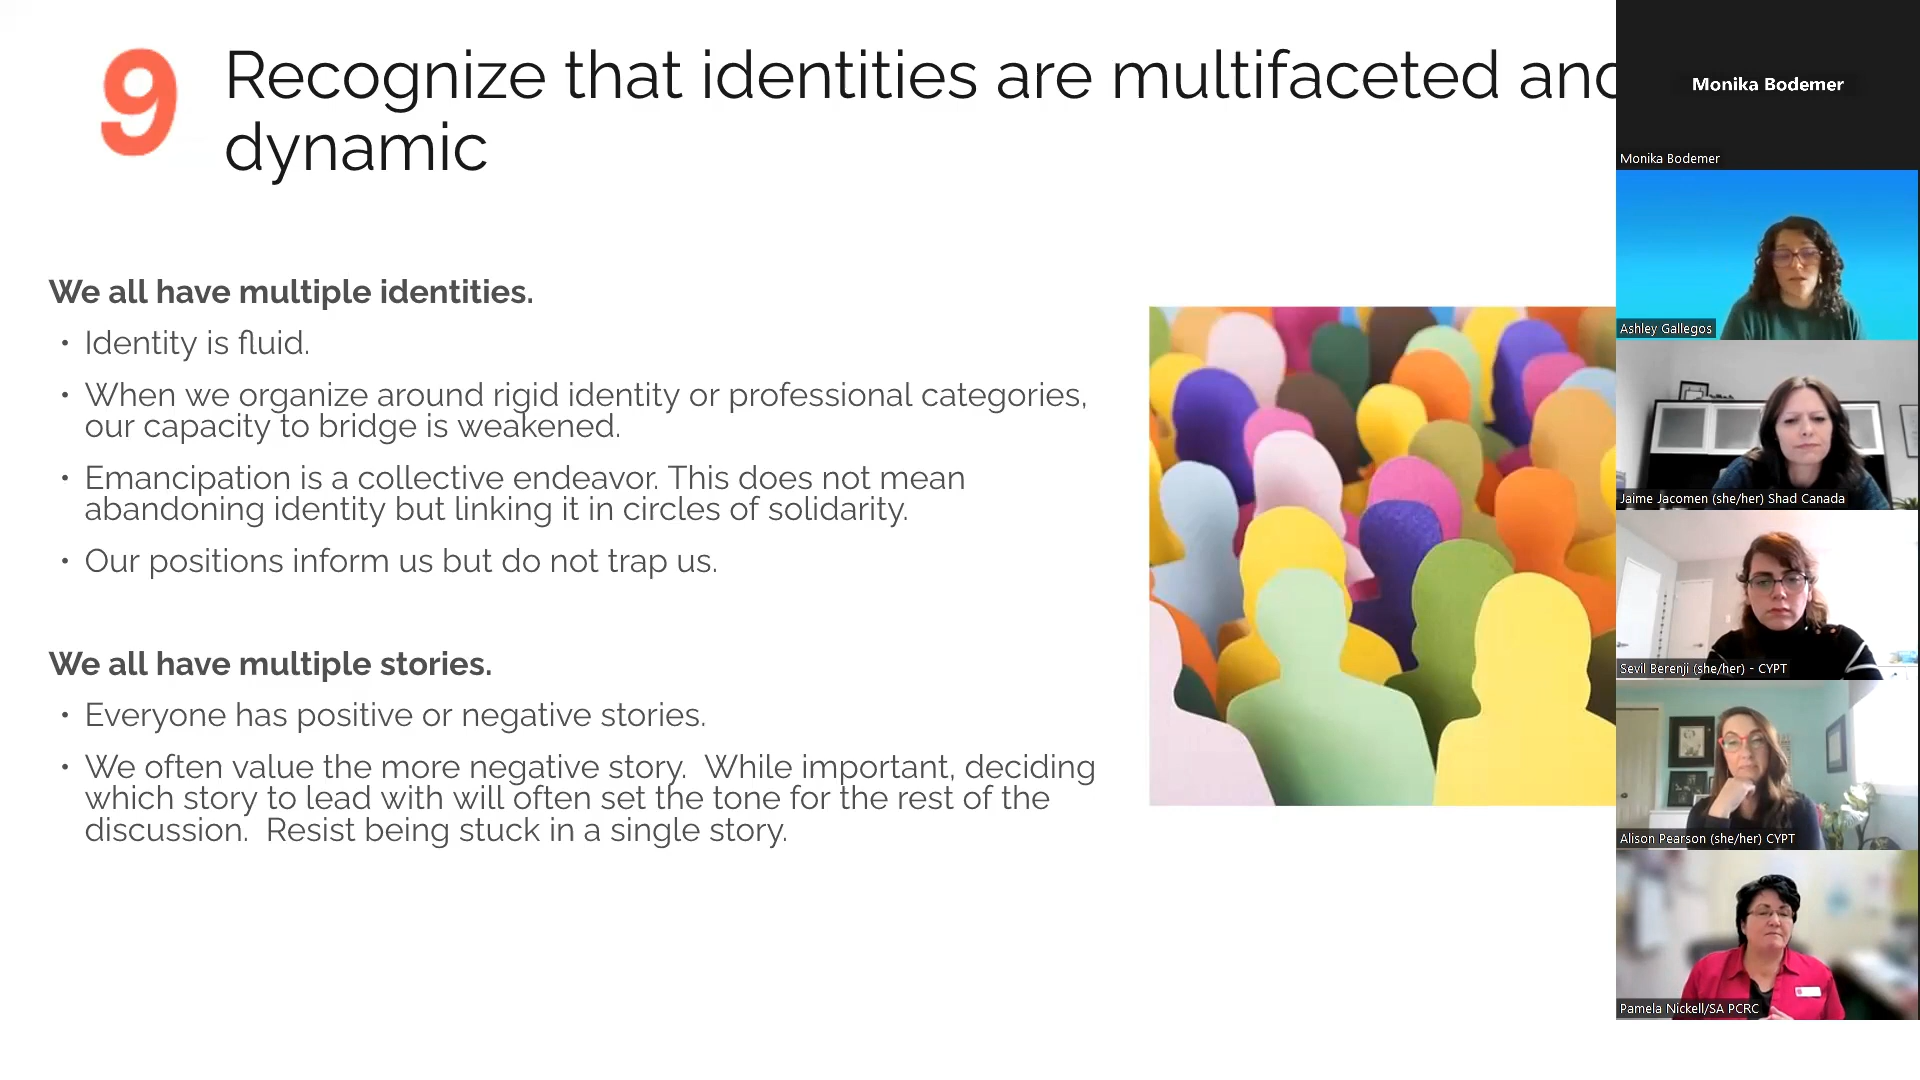 9
Recognize that identities are multifaceted and
dynamic
We all have multiple identities.
• Identity is fluid.
• When we organize around rigid identity or professional categories,
our capacity to bridge is weakened.
• Emancipation is a collective endeavor. This does not mean
abandoning identity but linking it in circles of solidarity.
• Our positions inform us but do not trap us.
We all have multiple stories.
• Everyone has positive or negative stories.
• We often value the more negative story.  While important, deciding
which story to lead with will often set the tone for the rest of the
discussion.  Resist being stuck in a single story.
Monika Bodemer
Monika Bodemer
Ashley Gallegos
Jaime Jacomen (she/her) Shad Canada
Sevil Berenji (she/her) - CYPT
Alison Pearson (she/her) CYPT
Pamela Nickell/SA PCRC